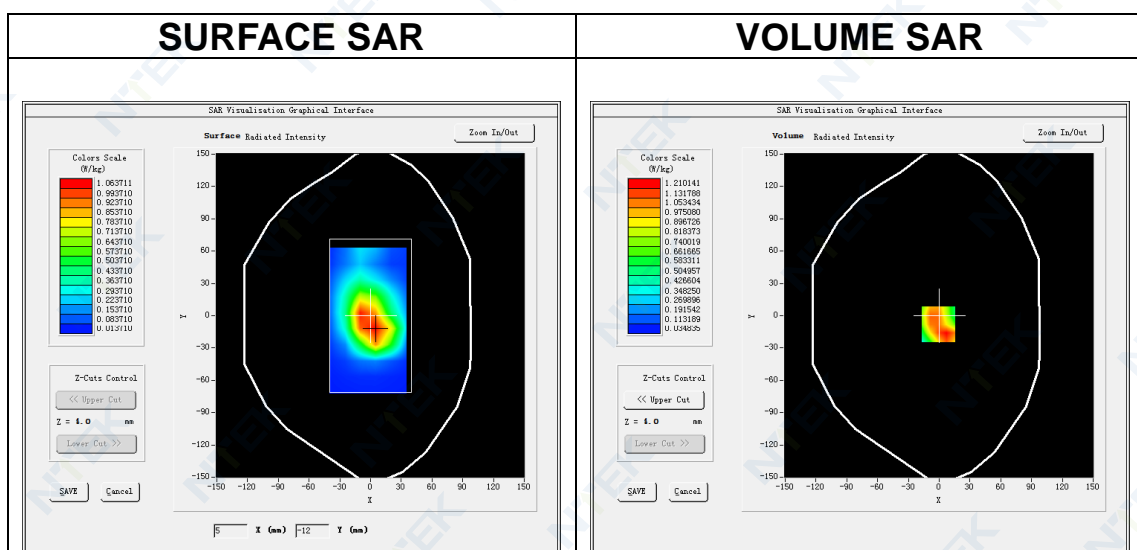 SURFACE SAR
VOLUME SAR
SAR Visualisation Graphical Interface
Surface Radiated Intensity
Zoom In/Out
Colors Scale
(W/kg)
1.063711
0.993710
0.923710
0.853710
0.783710
0.713710
0.643710
0.573710
0.503710
0.433710
0.363710
0.293710
0.223710
0.153710
0.083710
0.013710
150
120
90
60
30
0
-30
-60
-90
-120
-150
Y
-150 -120 -90 -60 -30 0 30 60 90 120 150
X
Z-Cuts Control
<< Upper Cut
Z = 4.0 mm
Lower Cut >>
SAVE Cancel
5 X (mm) -12 Y (mm)
SAR Visualisation Graphical Interface
Volume Radiated Intensity
Zoom In/Out
Colors Scale
(W/kg)
1.210141
1.131788
1.053434
0.975080
0.896726
0.818373
0.740019
0.661665
0.583311
0.504957
0.426604
0.348250
0.269896
0.191542
0.113189
0.034835
150
120
90
60
30
0
-30
-60
-90
-120
-150
Y
-150 -120 -90 -60 -30 0 30 60 90 120 150
X
Z-Cuts Control
<< Upper Cut
Z = 4.0 mm
Lower Cut >>
SAVE Cancel
NTEK